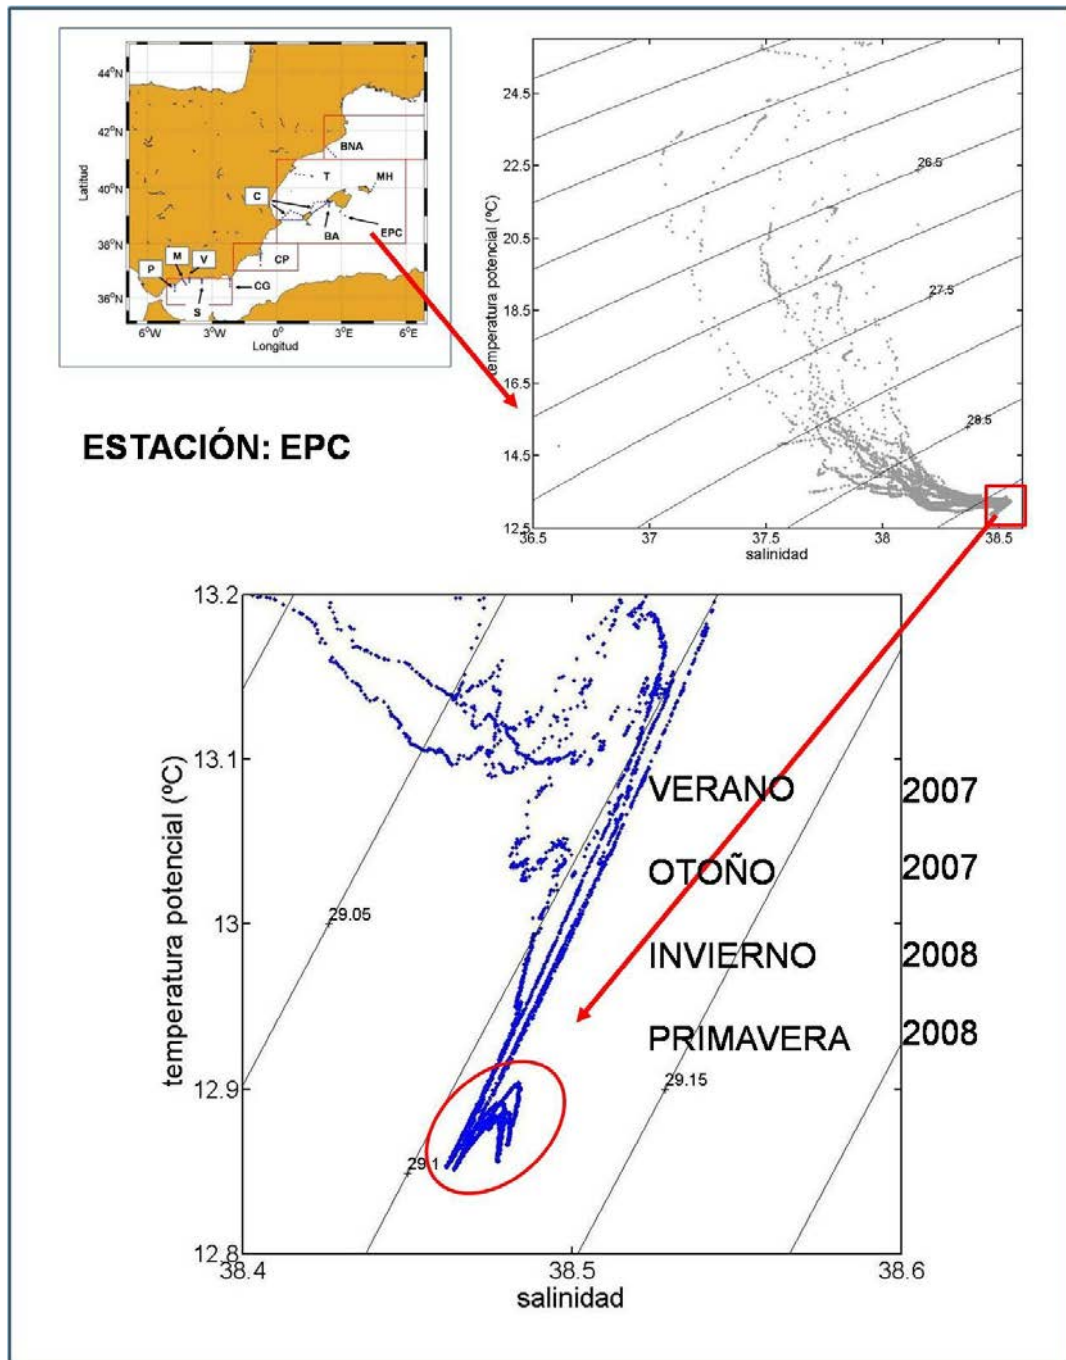 44°N
42°N
40°N
38°N
36°N
Latitud
BNA
T
MH
C
BA
EPC
M
V
P
CP
CG
S
6°W
3°W
0°
3°E
6°E
Longitud
24.5
22.5
20.5
18.5
16.5
14.5
12.5
temperatura potencial (ºC)
26.5
27.5
28.5
36.5
37
37.5
38
38.5
salinidad
ESTACIÓN: EPC
13.2
13.1
13
12.9
12.8
temperatura potencial (ºC)
VERANO 2007
OTOÑO 2007
INVIERNO 2008
PRIMAVERA 2008
29.05
29.15
29.1
38.4
38.5
38.6
salinidad